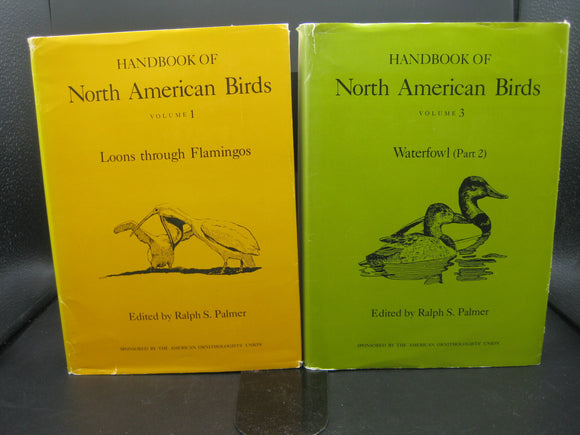 HANDBOOK OF
North American Birds
VOLUME 1
Loons through Flamingos
Edited by Ralph S. Palmer
SPONSORED BY THE AMERICAN ORNITHOLOGISTS' UNION
HANDBOOK OF
North American Birds
VOLUME 3
Waterfowl (Part 2)
Edited by Ralph S. Palmer
SPONSORED BY THE AMERICAN ORNITHOLOGISTS' UNION